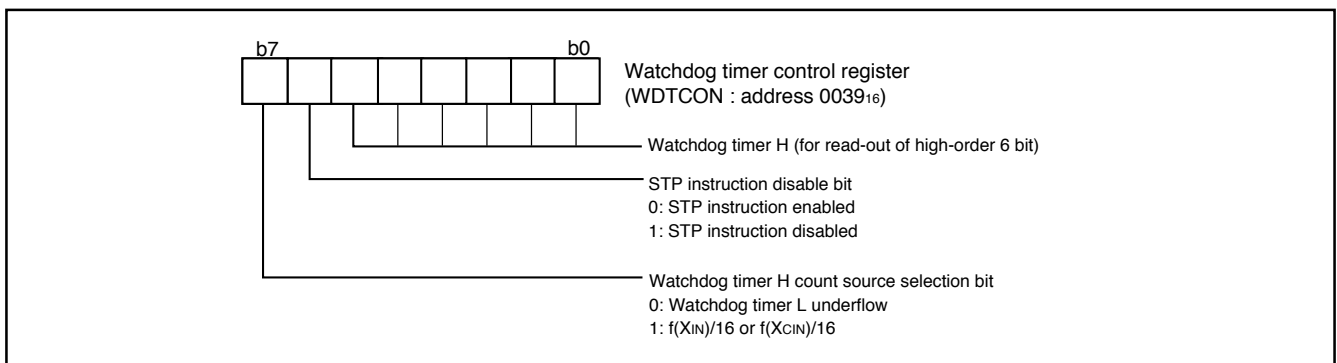 b7 b0
Watchdog timer control register
(WDTCON : address 003916)
Watchdog timer H (for read-out of high-order 6 bit)
STP instruction disable bit
0: STP instruction enabled
1: STP instruction disabled
Watchdog timer H count source selection bit
0: Watchdog timer L underflow
1: f(XIN)/16 or f(XCIN)/16